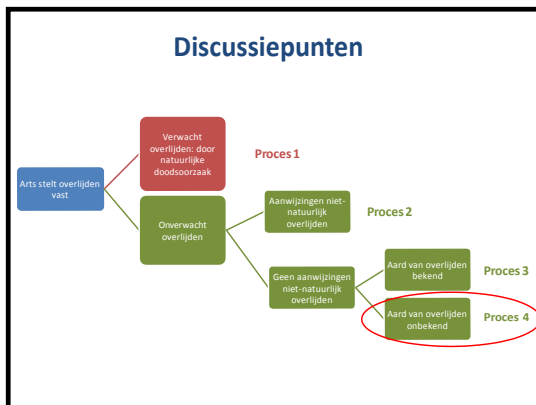 Discussiepunten
Arts stelt overlijden
vast
Verwacht
overlijden: door
natuurlijke
doodsoorzaak
Proces 1
Onverwacht
overlijden
Aanwijzingen niet-
natuurlijk
overlijden
Proces 2
Geen aanwijzingen
niet-natuurlijk
overlijden
Aard van overlijden
bekend
Proces 3
Aard van overlijden
onbekend
Proces 4